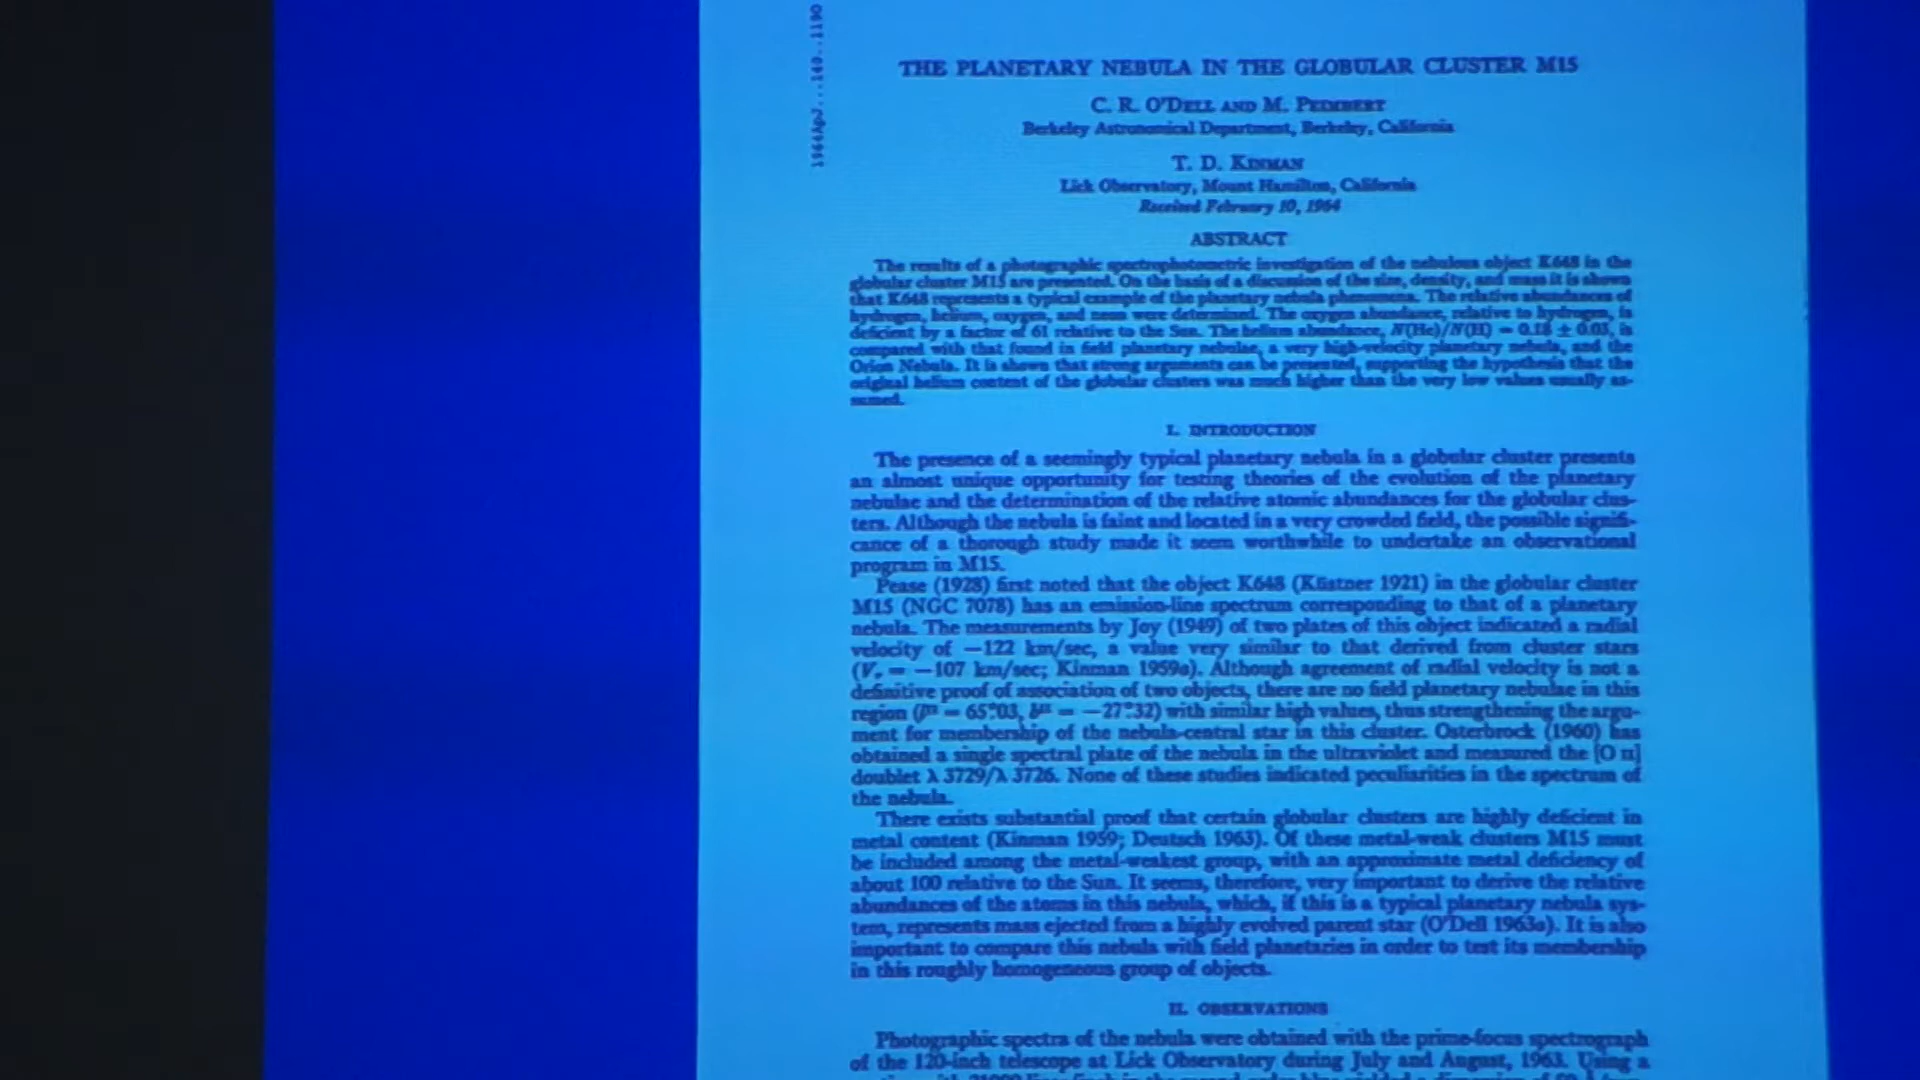 1964ApJ...140..119O
THE PLANETARY NEBULA IN THE GLOBULAR CLUSTER M15
C. R. O'DELL AND M. PEIMBERT
Berkeley Astronomical Department, Berkeley, California
T. D. KINMAN
Lick Observatory, Mount Hamilton, California
Received February 10, 1964
ABSTRACT
The results of a photographic spectrophotometric investigation of the nebulous object K648 in the
globular cluster M15 are presented. On the basis of a discussion of the size, density, and mass it is shown
that K648 represents a typical example of the planetary nebula phenomena. The relative abundances of
hydrogen, helium, oxygen, and neon were determined. The oxygen abundance, relative to hydrogen, is
deficient by a factor of 61 relative to the Sun. The helium abundance, N(He)/N(H) = 0.18 ± 0.03, is
compared with that found in field planetary nebulae, a very high-velocity planetary nebula, and the
Orion Nebula. It is shown that strong arguments can be presented, supporting the hypothesis that the
original helium content of the globular clusters was much higher than the very low values usually as-
sumed.
I. INTRODUCTION
The presence of a seemingly typical planetary nebula in a globular cluster presents
an almost unique opportunity for testing theories of the evolution of the planetary
nebulae and the determination of the relative atomic abundances for the globular clus-
ters. Although the nebula is faint and located in a very crowded field, the possible signifi-
cance of a thorough study made it seem worthwhile to undertake an observational
program in M15.
Pease (1928) first noted that the object K648 (Küstner 1921) in the globular cluster
M15 (NGC 7078) has an emission-line spectrum corresponding to that of a planetary
nebula. The measurements by Joy (1949) of two plates of this object indicated a radial
velocity of −122 km/sec, a value very similar to that derived from cluster stars
(Vr = −107 km/sec; Kinman 1959a). Although agreement of radial velocity is not a
definitive proof of association of two objects, there are no field planetary nebulae in this
region (lII = 65°03, bII = −27°32) with similar high values, thus strengthening the argu-
ment for membership of the nebula-central star in this cluster. Osterbrock (1960) has
obtained a single spectral plate of the nebula in the ultraviolet and measured the [O II]
doublet λ 3729/λ 3726. None of these studies indicated peculiarities in the spectrum of
the nebula.
There exists substantial proof that certain globular clusters are highly deficient in
metal content (Kinman 1959; Deutsch 1963). Of these metal-weak clusters M15 must
be included among the metal-weakest group, with an approximate metal deficiency of
about 100 relative to the Sun. It seems, therefore, very important to derive the relative
abundances of the atoms in this nebula, which, if this is a typical planetary nebula sys-
tem, represents mass ejected from a highly evolved parent star (O'Dell 1963a). It is also
important to compare this nebula with field planetaries in order to test its membership
in this roughly homogeneous group of objects.
II. OBSERVATIONS
Photographic spectra of the nebula were obtained with the prime-focus spectrograph
of the 120-inch telescope at Lick Observatory during July and August, 1963. Using a